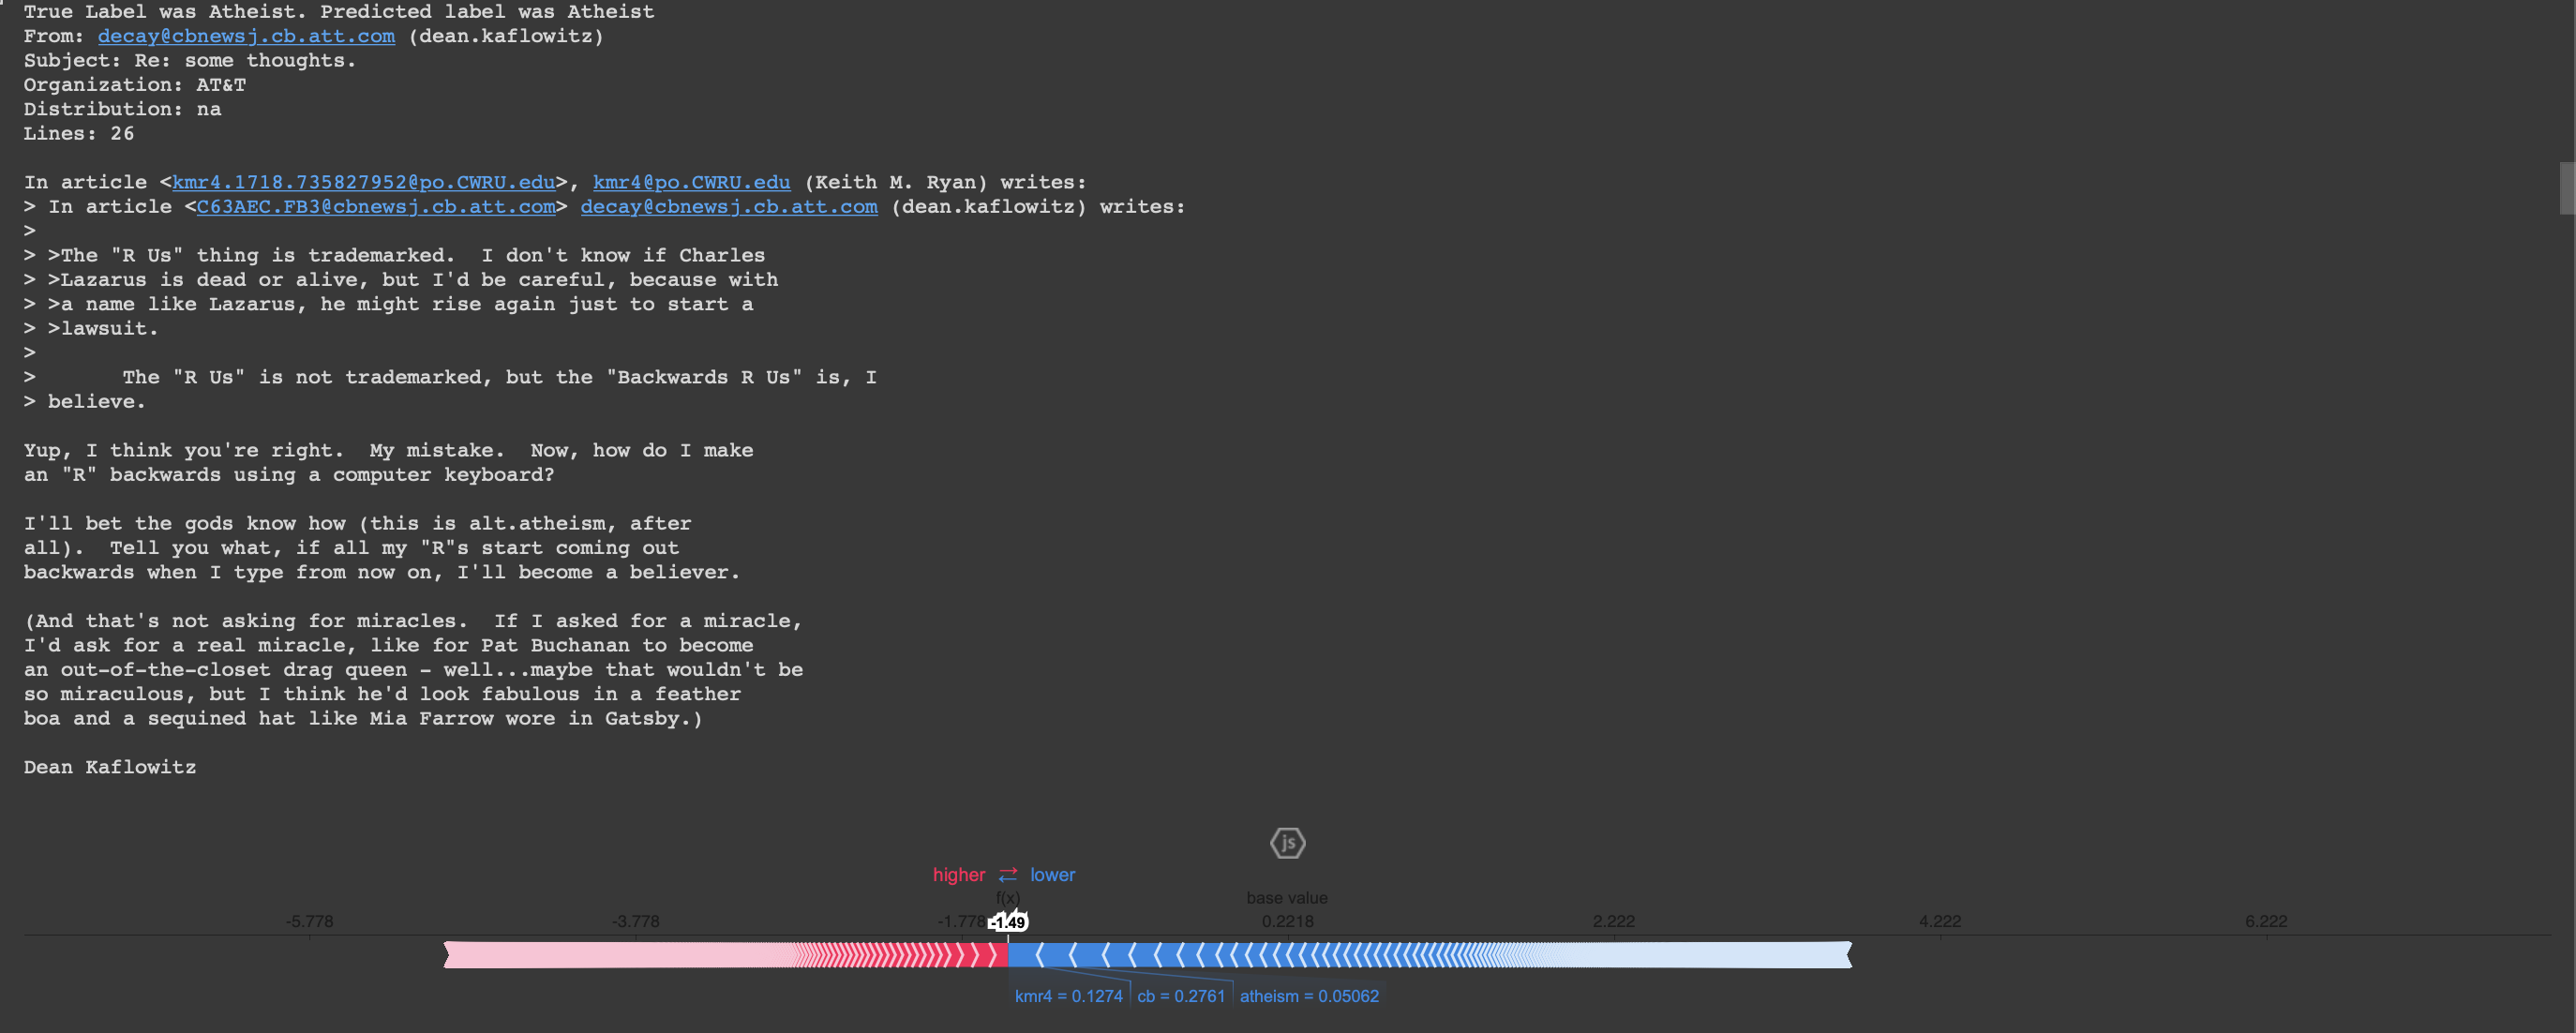 True Label was Atheist. Predicted label was Atheist
From: decay@cbnewsj.cb.att.com (dean.kaflowitz)
Subject: Re: some thoughts.
Organization: AT&T
Distribution: na
Lines: 26
In article <kmr4.1718.735827952@po.CWRU.edu>, kmr4@po.CWRU.edu (Keith M. Ryan) writes:
> In article <C63AEC.FB3@cbnewsj.cb.att.com> decay@cbnewsj.cb.att.com (dean.kaflowitz) writes:
>
> >The "R Us" thing is trademarked.  I don't know if Charles
> >Lazarus is dead or alive, but I'd be careful, because with
> >a name like Lazarus, he might rise again just to start a
> >lawsuit.
>
>       The "R Us" is not trademarked, but the "Backwards R Us" is, I
> believe.
Yup, I think you're right.  My mistake.  Now, how do I make
an "R" backwards using a computer keyboard?
I'll bet the gods know how (this is alt.atheism, after
all).  Tell you what, if all my "R"s start coming out
backwards when I type from now on, I'll become a believer.
(And that's not asking for miracles.  If I asked for a miracle,
I'd ask for a real miracle, like for Pat Buchanan to become
an out-of-the-closet drag queen - well...maybe that wouldn't be
so miraculous, but I think he'd look fabulous in a feather
boa and a sequined hat like Mia Farrow wore in Gatsby.)
Dean Kaflowitz
js
higher lower
f(x) base value
-5.778 -3.778 -1.778 -1.49 0.2218 2.222 4.222 6.222
kmr4 = 0.1274 cb = 0.2761 atheism = 0.05062